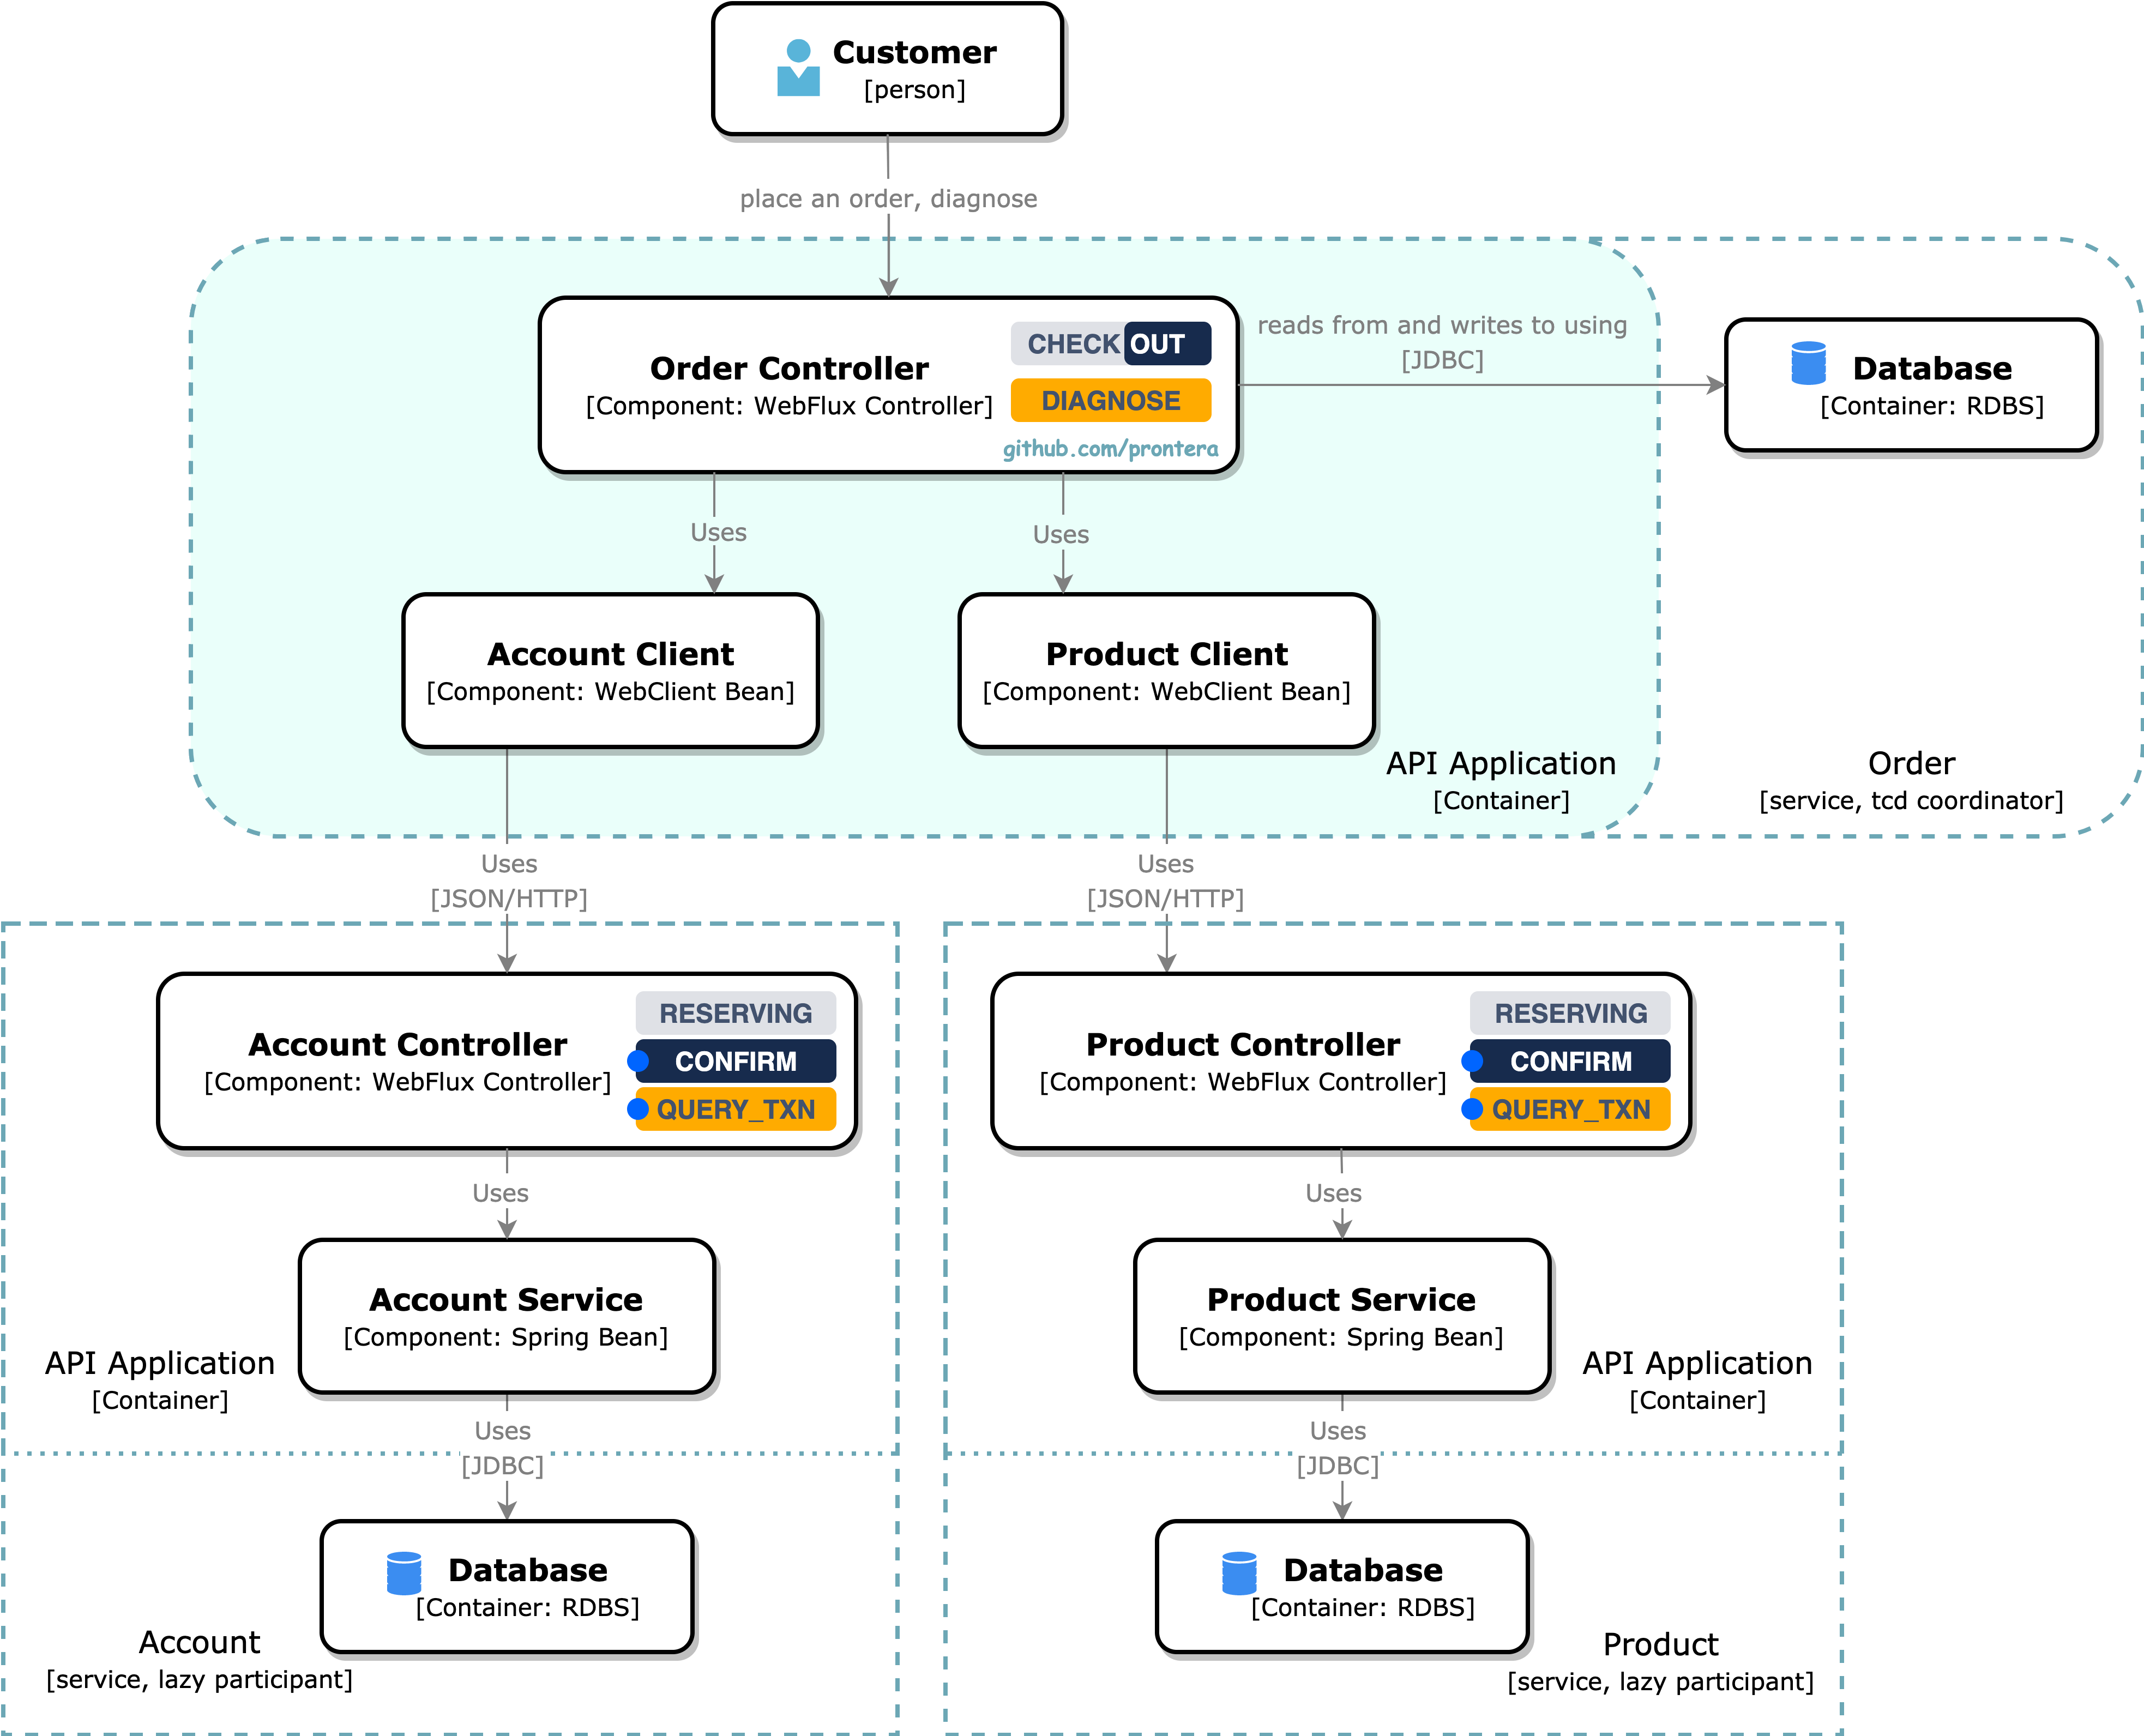 Customer
[person]
place an order, diagnose
Order Controller
[Component: WebFlux Controller]
CHECK OUT
DIAGNOSE
github.com/prontera
reads from and writes to using
[JDBC]
Database
[Container: RDBS]
Uses
Uses
Account Client
[Component: WebClient Bean]
Product Client
[Component: WebClient Bean]
API Application
[Container]
Order
[service, tcd coordinator]
Uses
[JSON/HTTP]
Uses
[JSON/HTTP]
Account Controller
[Component: WebFlux Controller]
RESERVING
CONFIRM
QUERY_TXN
Product Controller
[Component: WebFlux Controller]
RESERVING
CONFIRM
QUERY_TXN
Uses
Uses
Account Service
[Component: Spring Bean]
Product Service
[Component: Spring Bean]
API Application
[Container]
API Application
[Container]
Uses
[JDBC]
Uses
[JDBC]
Database
[Container: RDBS]
Database
[Container: RDBS]
Account
[service, lazy participant]
Product
[service, lazy participant]